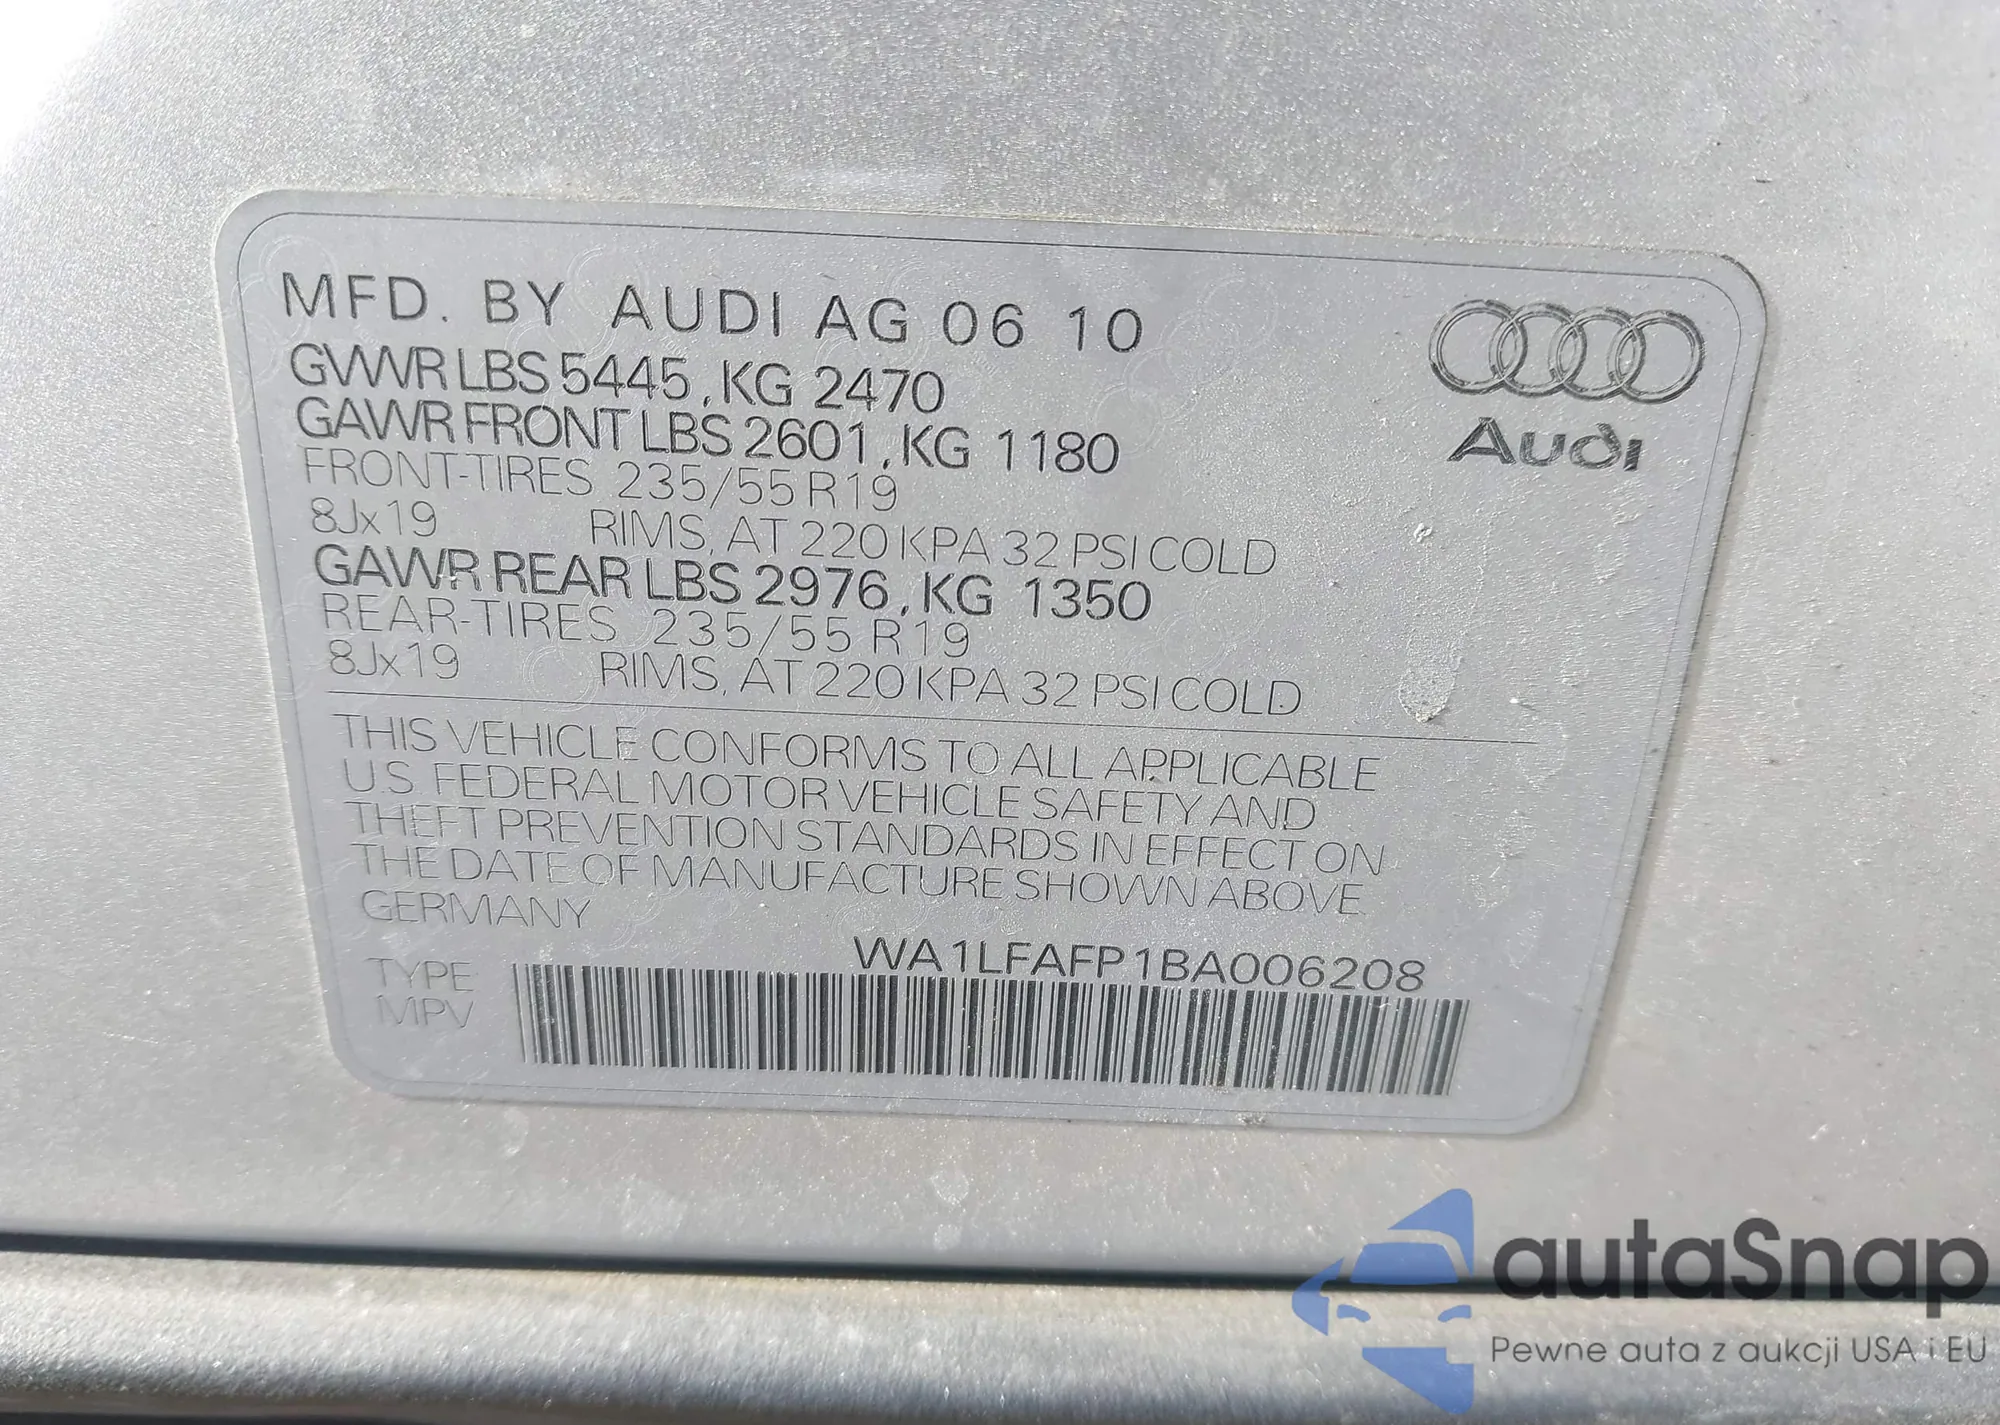 MFD. BY AUDI AG 06 10
GVWR LBS 5445, KG 2470
GAWR FRONT LBS 2601, KG 1180
FRONT-TIRES 235/55 R19
8Jx19 RIMS, AT 220 KPA 32 PSI COLD
GAWR REAR LBS 2976, KG 1350
REAR-TIRES 235/55 R19
8Jx19 RIMS, AT 220 KPA 32 PSI COLD
Audi
THIS VEHICLE CONFORMS TO ALL APPLICABLE
U.S. FEDERAL MOTOR VEHICLE SAFETY AND
THEFT PREVENTION STANDARDS IN EFFECT ON
THE DATE OF MANUFACTURE SHOWN ABOVE.
GERMANY
WA1LFAFP1BA006208
TYPE
MPV
autaSnap
Pewne auta z aukcji USA i EU